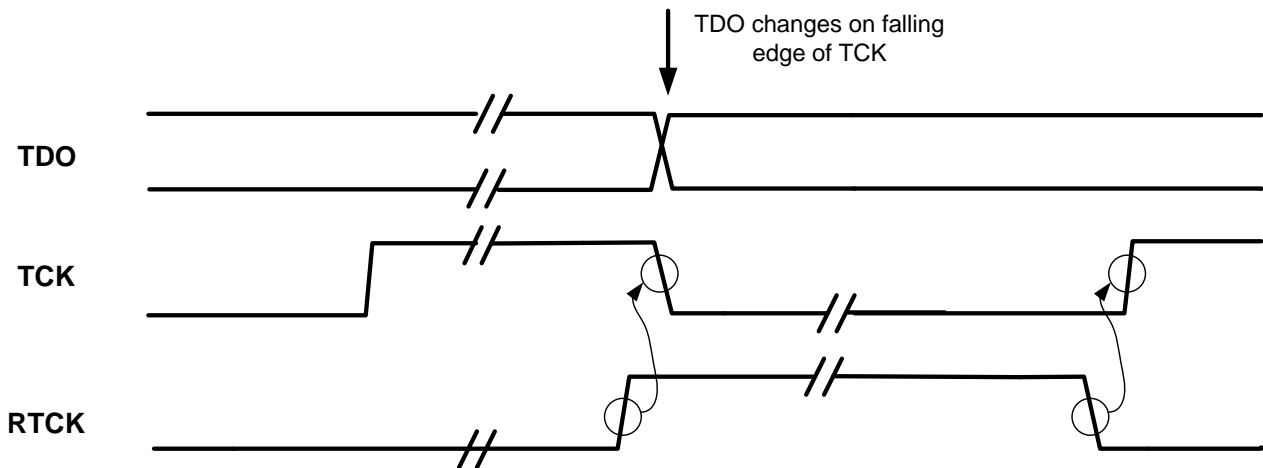 TDO changes on falling
edge of TCK
TDO
TCK
RTCK